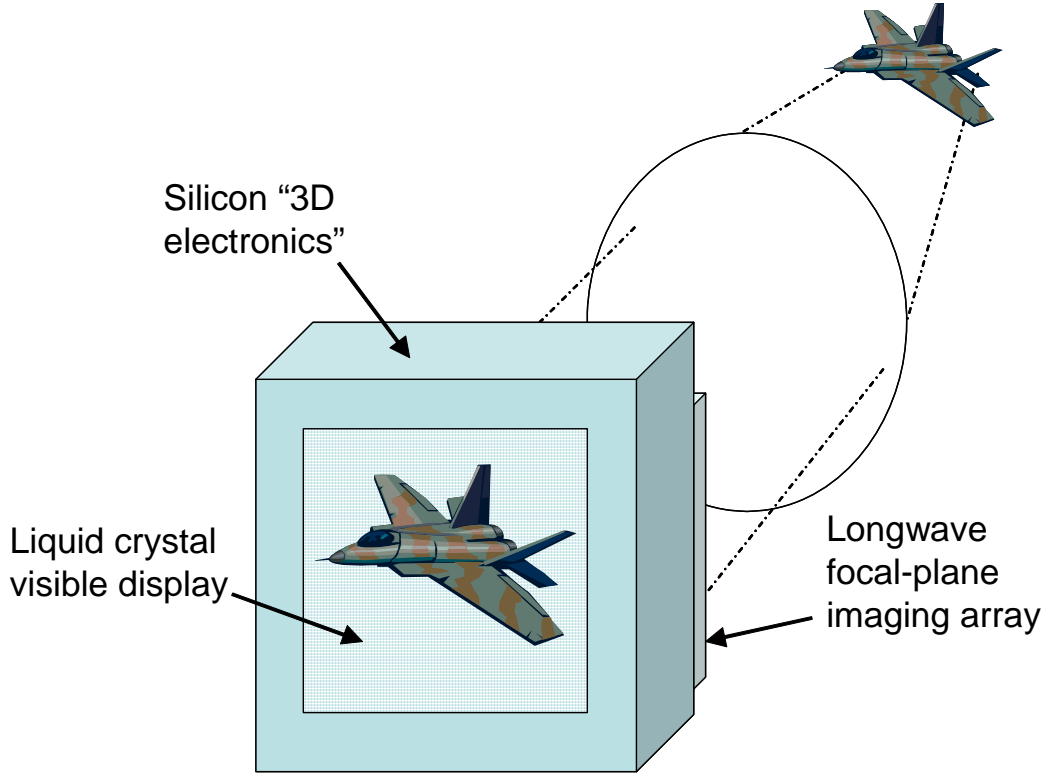 Silicon “3D
electronics”
Liquid crystal
visible display
Longwave
focal-plane
imaging array